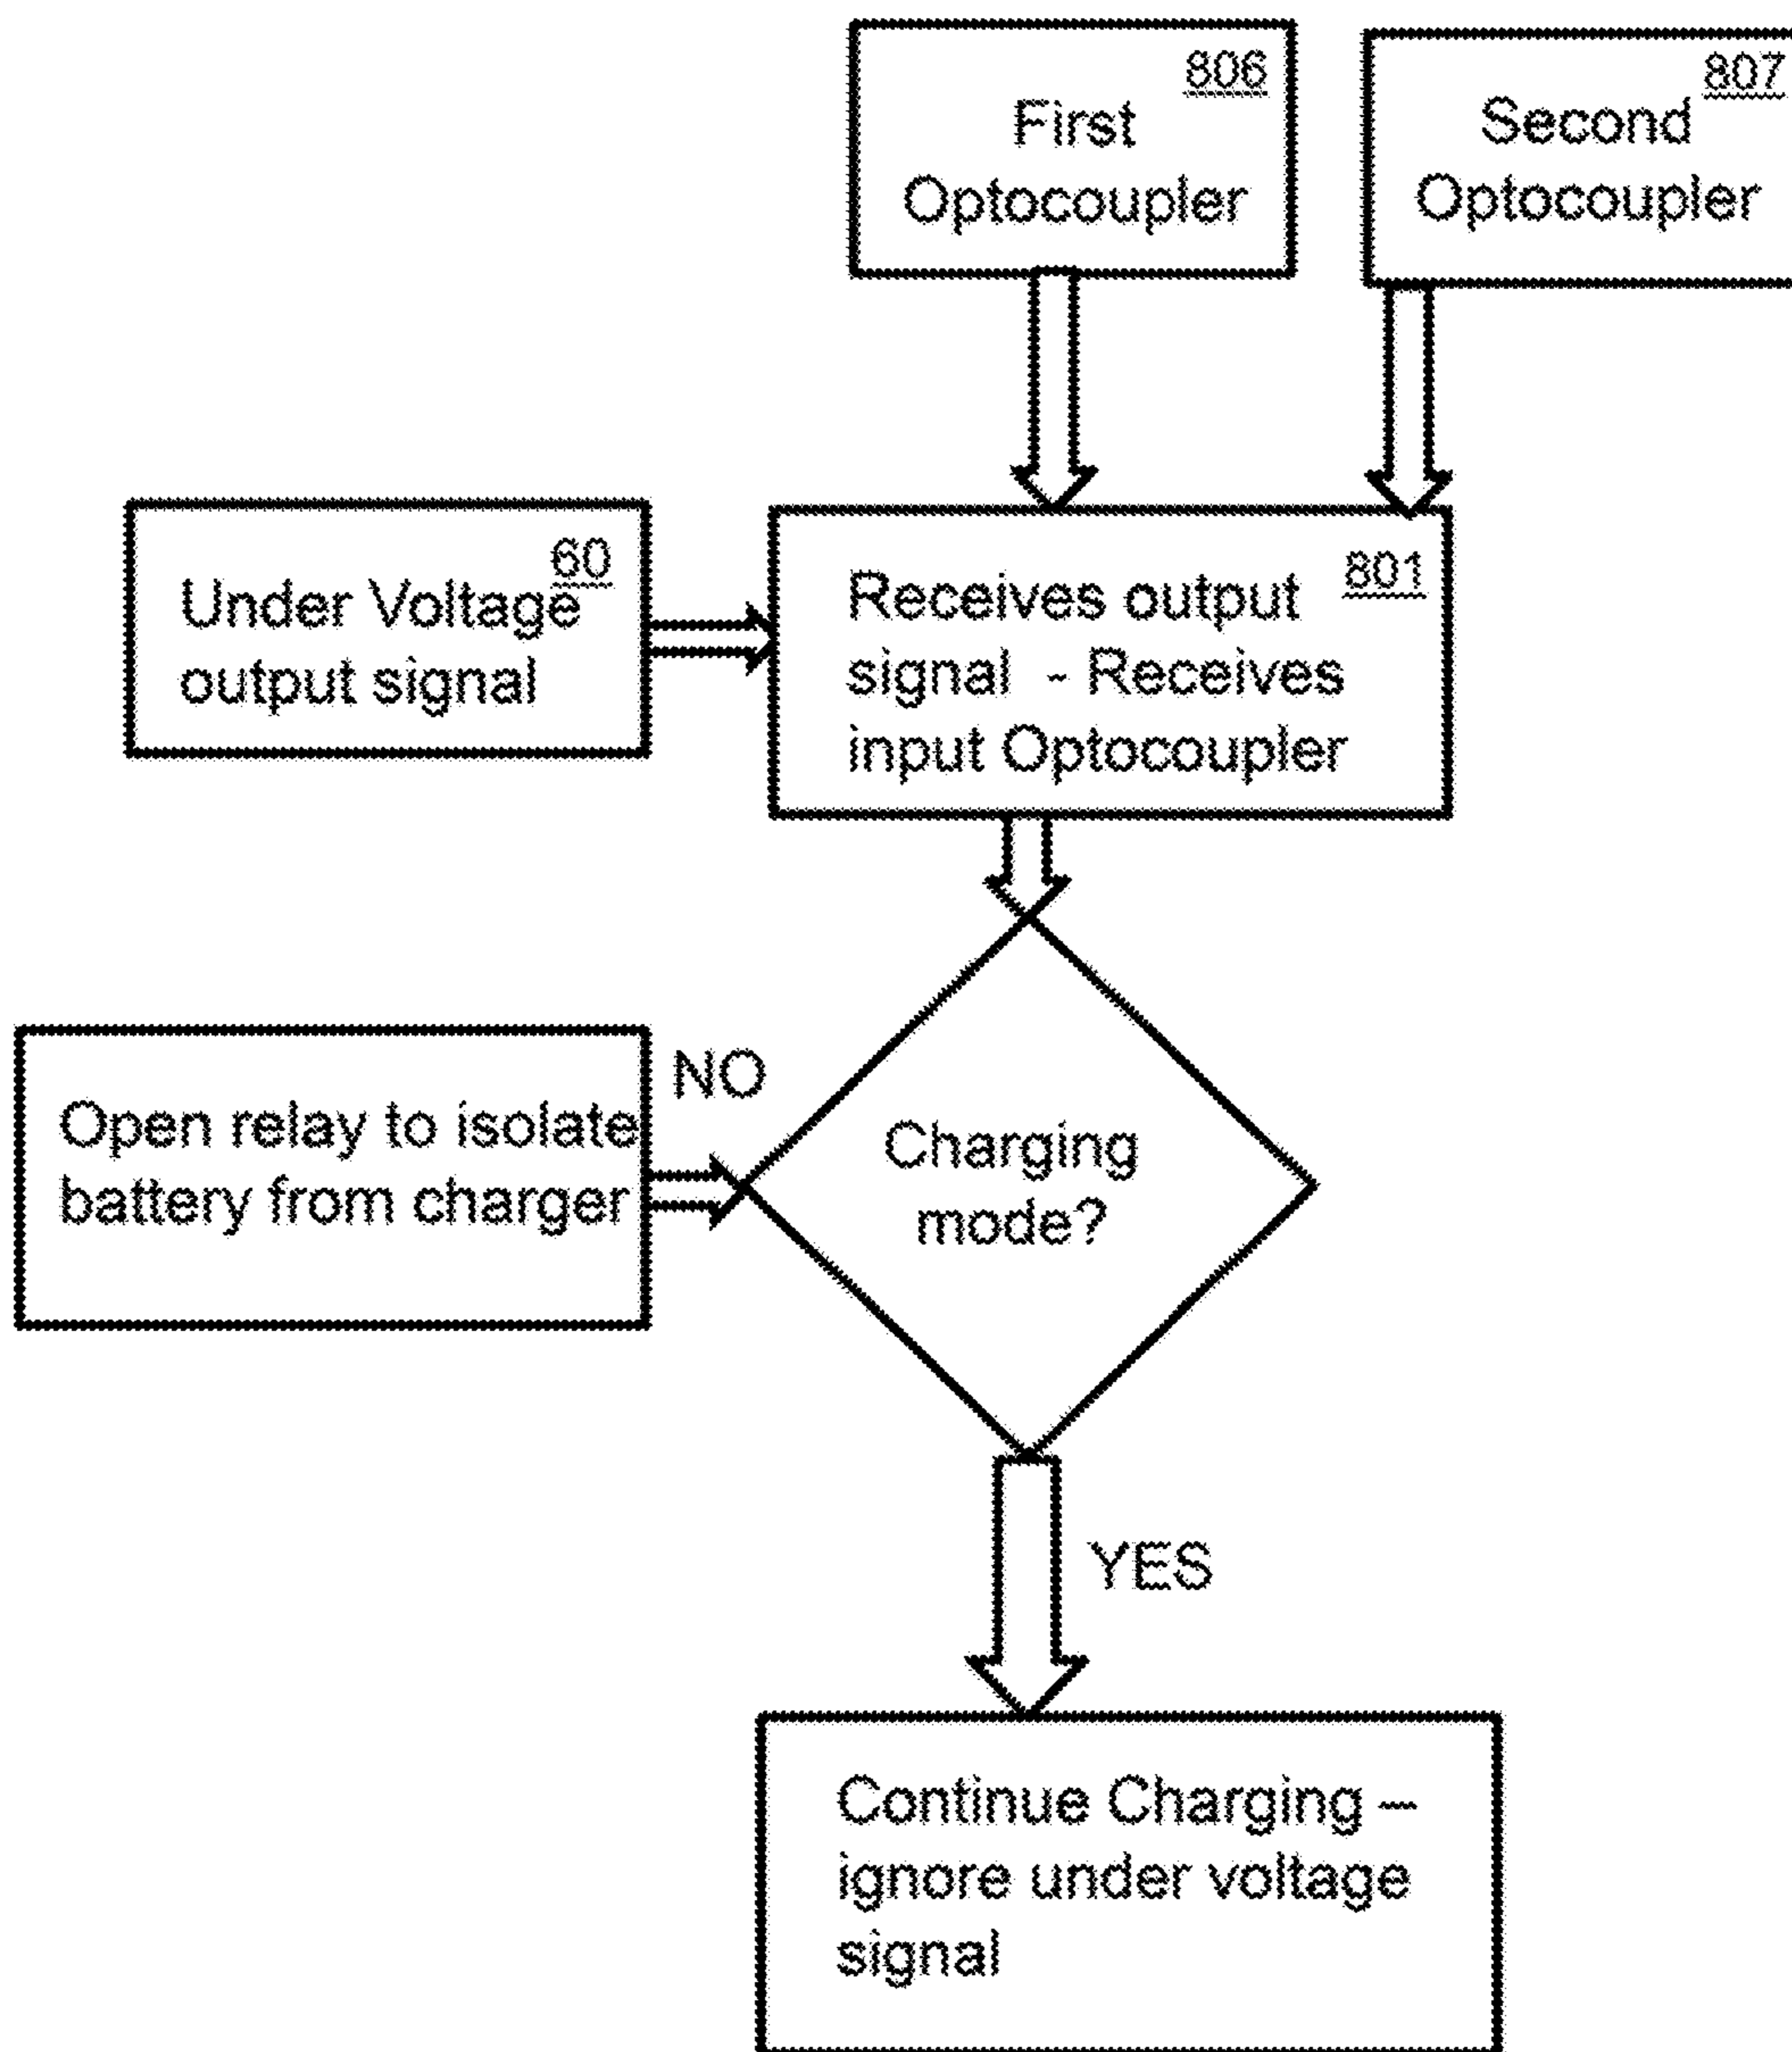 806
First
Optocoupler
807
Second
Optocoupler
60
Under Voltage
output signal
801
Receives output
signal - Receives
input Optocoupler
NO
Open relay to isolate
battery from charger
Charging
mode?
YES
Continue Charging –
ignore under voltage
signal